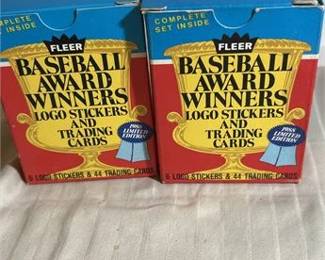 COMPLETE
SET INSIDE
FLEER
BASEBALL
AWARD
WINNERS
LOGO STICKERS
AND
TRADING
CARDS
1988
LIMITED
EDITION
6 LOGO STICKERS & 44 TRADING CARDS
COMPLETE
SET INSIDE
FLEER
BASEBALL
AWARD
WINNERS
LOGO STICKERS
AND
TRADING
CARDS
1988
LIMITED
EDITION
6 LOGO STICKERS & 44 TRADING CARDS